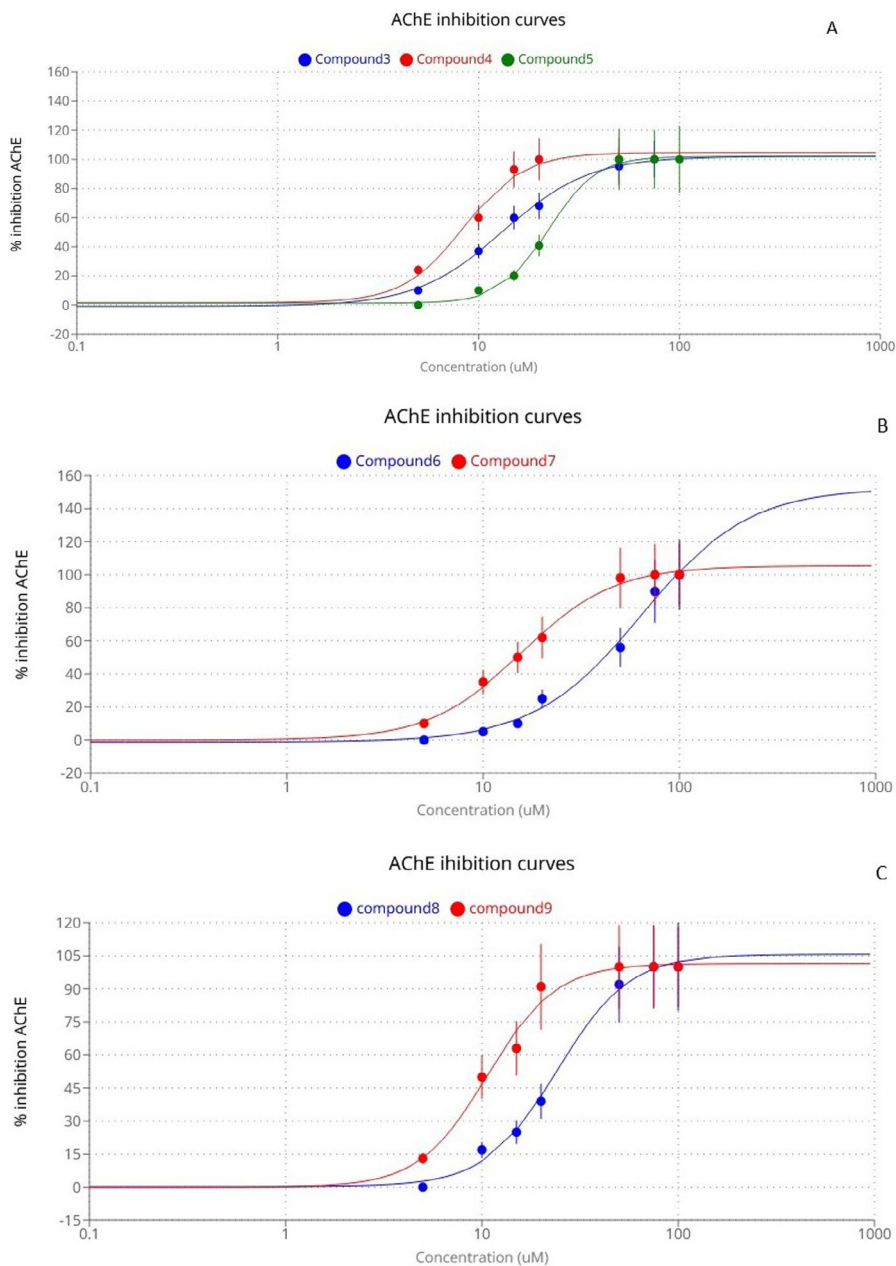 AChE inhibition curves
A
Compound3 Compound4 Compound5
160
140
120
100
80
60
40
20
0
-20
% inhibition AChE
0.1 1 10 100 1000
Concentration (uM)
AChE inhibition curves
B
Compound6 Compound7
160
140
120
100
80
60
40
20
0
-20
% inhibition AChE
0.1 1 10 100 1000
Concentration (uM)
AChE ihibition curves
C
compound8 compound9
120
105
90
75
60
45
30
15
0
-15
% inhibition AChE
0.1 1 10 100 1000
Concentration (uM)